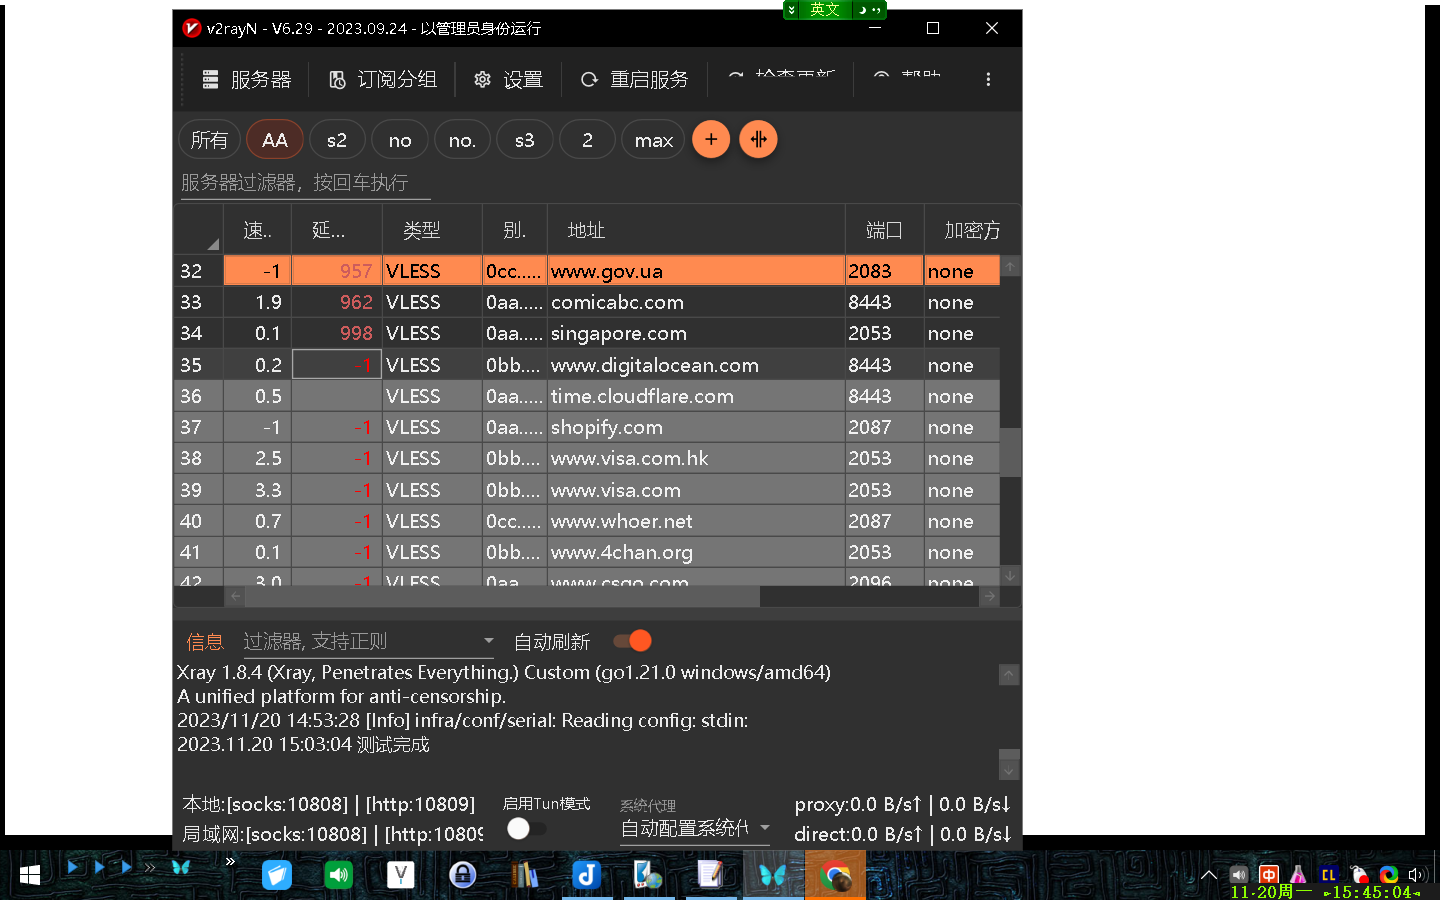 英文
v2rayN - V6.29 - 2023.09.24 - 以管理员身份运行
服务器 订阅分组 设置 重启服务 检查更新 帮助
所有 AA s2 no no. s3 2 max
服务器过滤器，按回车执行
速.. 延... 类型 别. 地址 端口 加密方
32 -1 957 VLESS 0cc..... www.gov.ua 2083 none
33 1.9 962 VLESS 0aa..... comicabc.com 8443 none
34 0.1 998 VLESS 0aa..... singapore.com 2053 none
35 0.2 -1 VLESS 0bb.... www.digitalocean.com 8443 none
36 0.5 VLESS 0aa..... time.cloudflare.com 8443 none
37 -1 -1 VLESS 0aa..... shopify.com 2087 none
38 2.5 -1 VLESS 0bb.... www.visa.com.hk 2053 none
39 3.3 -1 VLESS 0bb.... www.visa.com 2053 none
40 0.7 -1 VLESS 0cc..... www.whoer.net 2087 none
41 0.1 -1 VLESS 0bb.... www.4chan.org 2053 none
42 3.0 -1 VLESS 0aa www.csgo.com 2096 none
信息 过滤器, 支持正则 自动刷新
Xray 1.8.4 (Xray, Penetrates Everything.) Custom (go1.21.0 windows/amd64)
A unified platform for anti-censorship.
2023/11/20 14:53:28 [Info] infra/conf/serial: Reading config: stdin:
2023.11.20 15:03:04 测试完成
本地:[socks:10808] | [http:10809] 启用Tun模式 系统代理 proxy:0.0 B/s↑ | 0.0 B/s↓
局域网:[socks:10808] | [http:10809 自动配置系统代 direct:0.0 B/s↑ | 0.0 B/s↓
中 CL
11-20周一 15:45:04